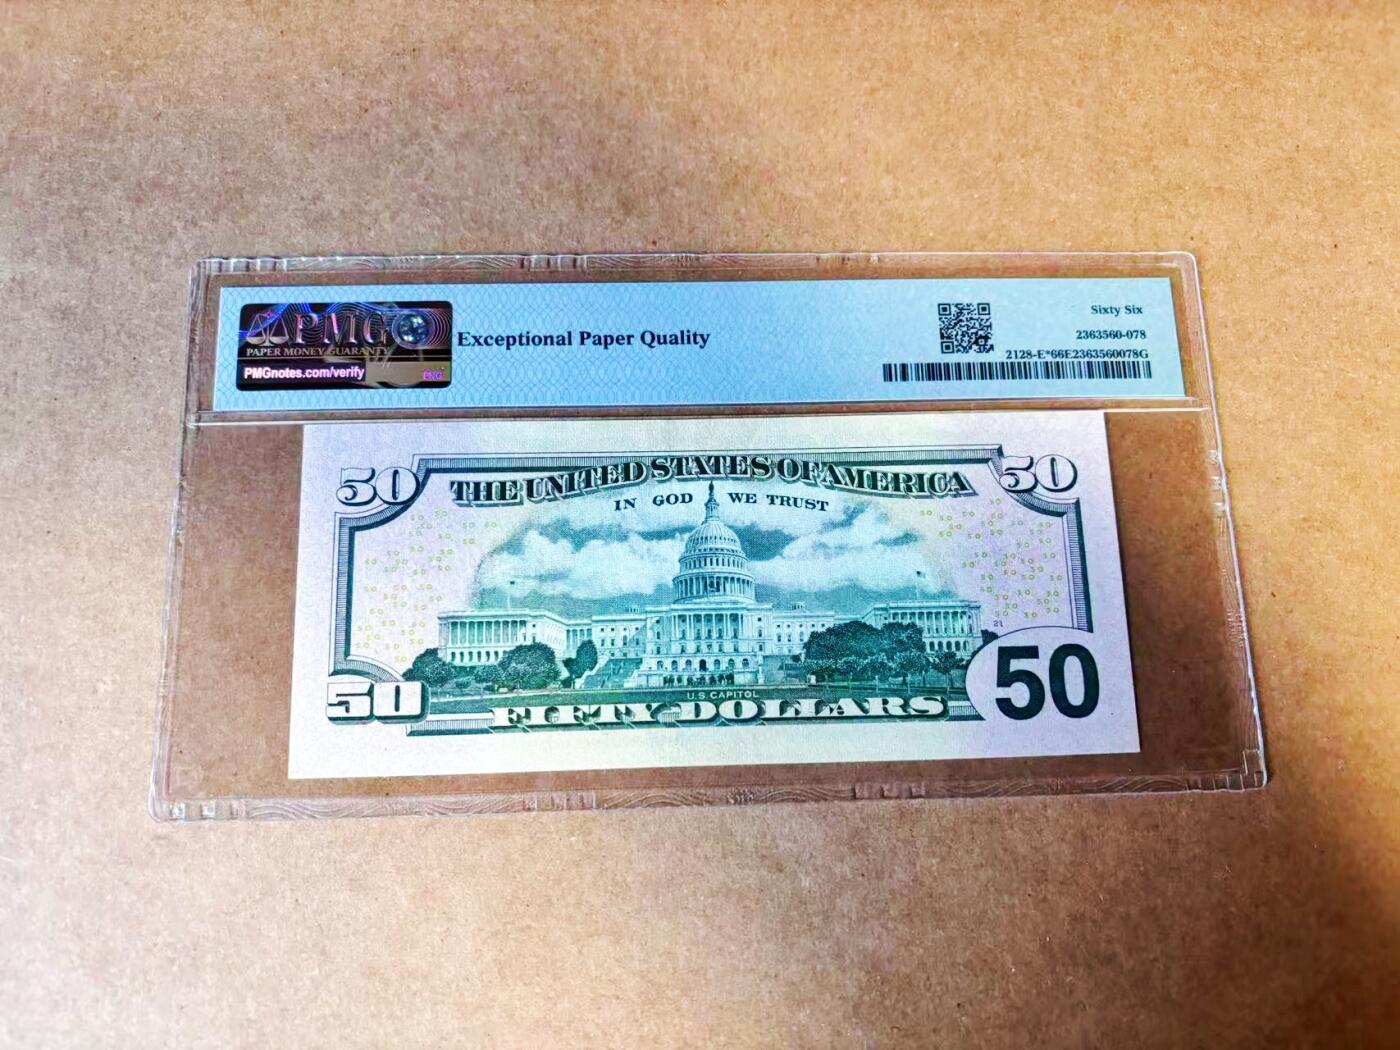 PMG
PAPER MONEY GUARANTY
PMGnotes.com/verify
Exceptional Paper Quality
Sixty Six
2363560-078
2128-E*66E2363560078G
50
THE UNITED STATES OF AMERICA
50
IN GOD WE TRUST
21
50
U.S. CAPITOL
FIFTY DOLLARS
50